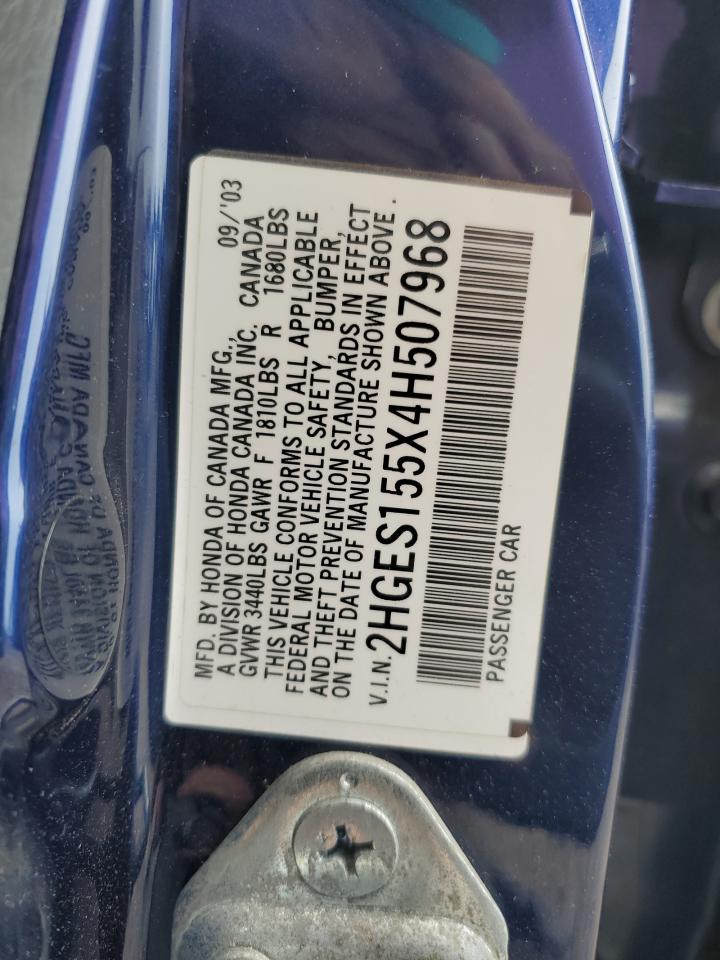 MFD. BY HONDA OF CANADA MFG., 09/'03
A DIVISION OF HONDA CANADA INC. CANADA
GVWR 3440LBS GAWR F 1810LBS R 1680LBS
THIS VEHICLE CONFORMS TO ALL APPLICABLE
FEDERAL MOTOR VEHICLE SAFETY, BUMPER,
AND THEFT PREVENTION STANDARDS IN EFFECT
ON THE DATE OF MANUFACTURE SHOWN ABOVE.
V.I.N. 2HGES155X4H507968
PASSENGER CAR